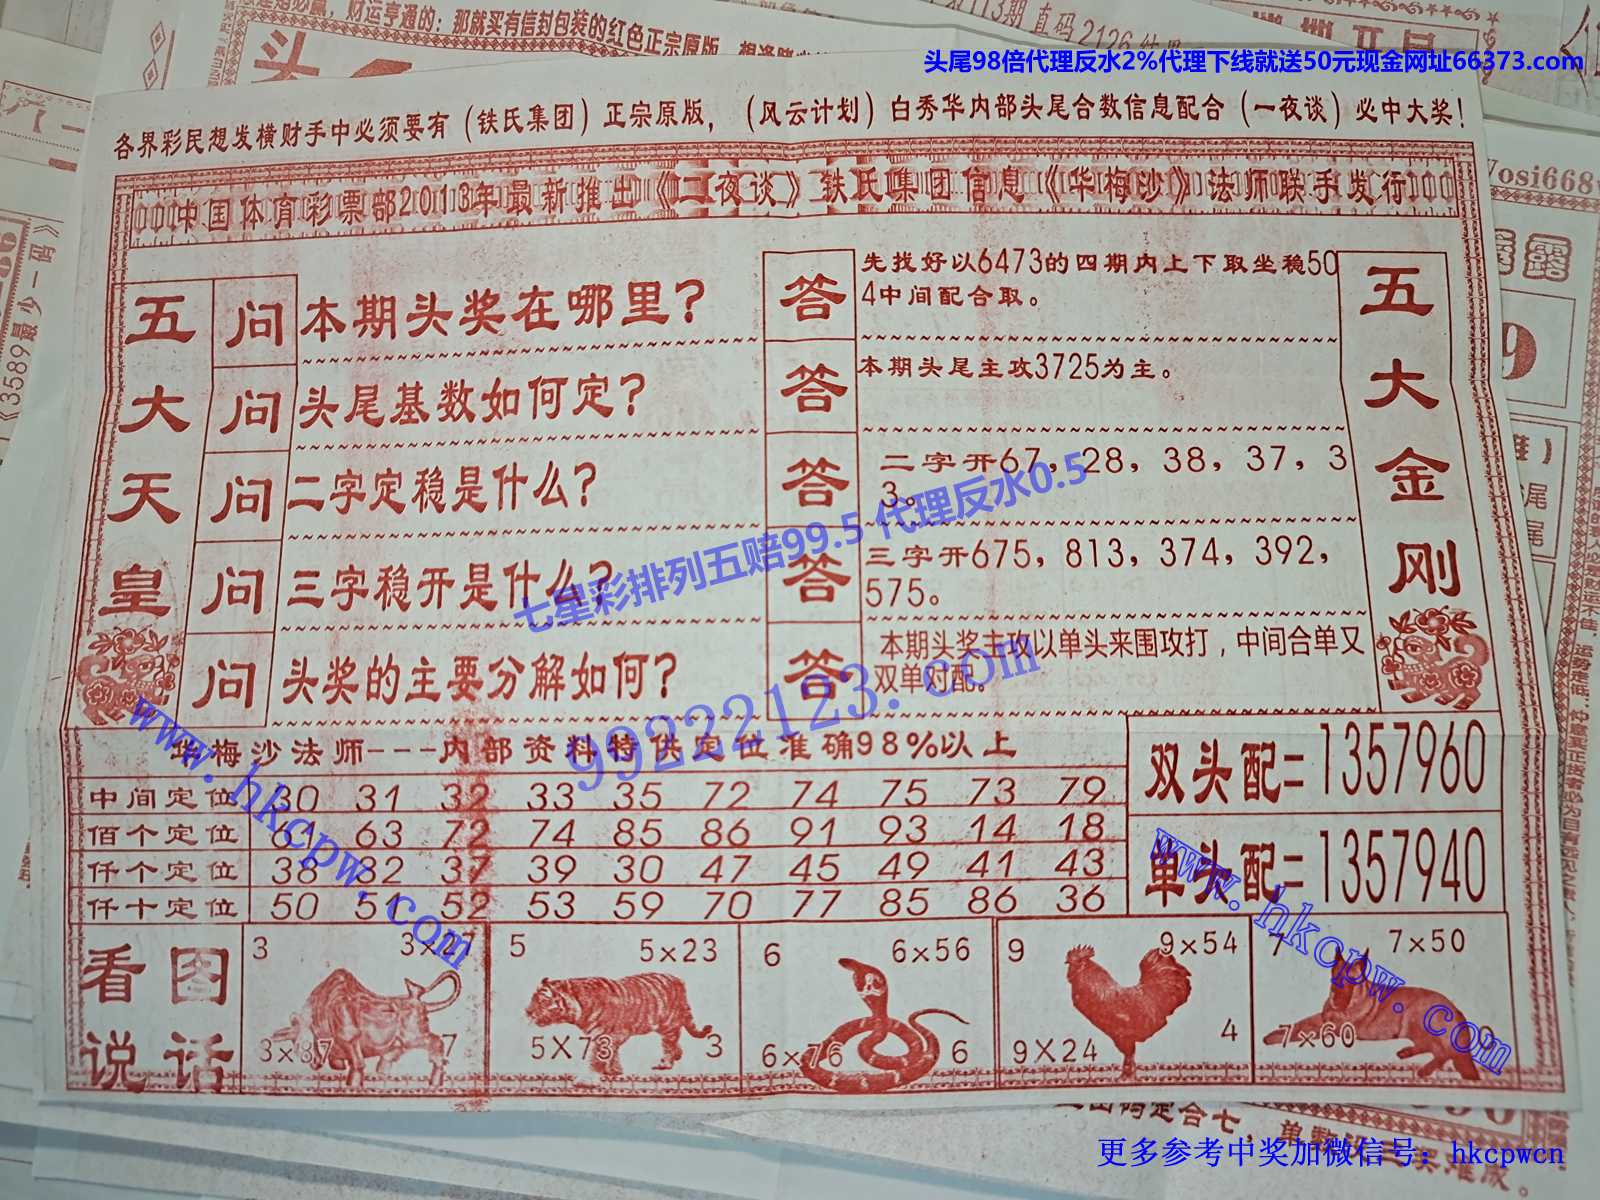 头尾98倍代理反水2%代理下线就送50元现金网址66373.com
各界彩民想发横财手中必须要有（铁氏集团）正宗原版，（风云计划）白秀华内部头尾合数信息配合（一夜谈）必中大奖！
中国体育彩票部2013年最新推出《一夜谈》铁氏集团信息《华梅沙》法师联手发行
五大天皇
问 本期头奖在哪里？
答 先找好以6473的四期内上下取坐稳50
4中间配合取。
问 头尾基数如何定？
答 本期头尾主攻3725为主。
问 二字定稳是什么？
答 二字开67，28，38，37，3
3。
问 三字稳开是什么？
答 三字开675，813，374，392，
575。
问 头奖的主要分解如何？
答 本期头奖主攻以单头来围攻打，中间合单又
双单对配。
五大金刚
七星彩排列五赔99.5 代理反水0.5
99222123.com
www.hkcpw.com
www.hkcpw.com
华梅沙法师---内部资料特供定位准确98%以上
中间定位 30 31 32 33 35 72 74 75 73 79
佰个定位 61 63 72 74 85 86 91 93 14 18
仟个定位 38 32 37 39 30 47 45 49 41 43
仟十定位 50 51 52 53 59 70 77 85 86 36
双头配=1357960
单头配=1357940
看图
说话
3 3×27
3×87 7
5 5×23
5×73 3
6 6×56
6×76 6
9 9×54
9×24 4
7 7×50
7×60 9
更多参考中奖加微信号：hkcpwcn
《3589最少一码》
Vosi668